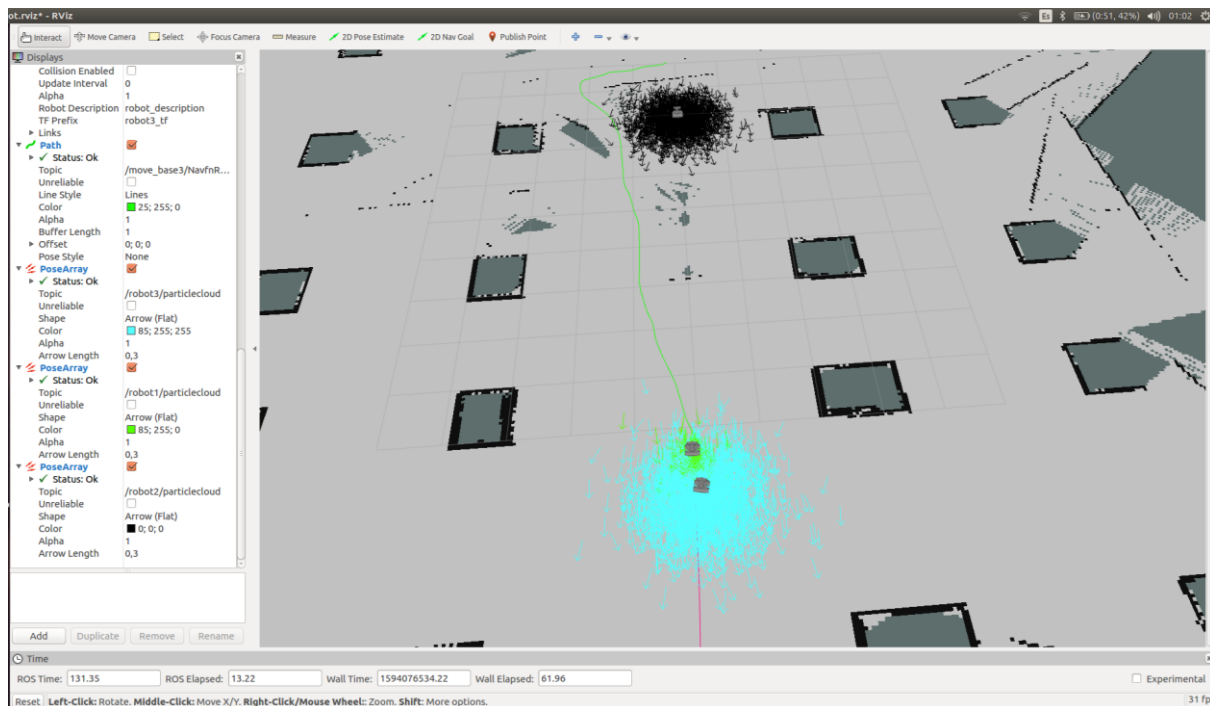 ot.rviz* - RViz
Es (0:51, 42%) 01:02
Interact Move Camera Select Focus Camera Measure 2D Pose Estimate 2D Nav Goal Publish Point
Displays
Collision Enabled
Update Interval 0
Alpha 1
Robot Description robot_description
TF Prefix robot3_tf
Links
Path
Status: Ok
Topic /move_base3/NavfnR...
Unreliable
Line Style Lines
Color 25; 255; 0
Alpha 1
Buffer Length 1
Offset 0; 0; 0
Pose Style None
PoseArray
Status: Ok
Topic /robot3/particlecloud
Unreliable
Shape Arrow (Flat)
Color 85; 255; 255
Alpha 1
Arrow Length 0,3
PoseArray
Status: Ok
Topic /robot1/particlecloud
Unreliable
Shape Arrow (Flat)
Color 85; 255; 0
Alpha 1
Arrow Length 0,3
PoseArray
Status: Ok
Topic /robot2/particlecloud
Unreliable
Shape Arrow (Flat)
Color 0; 0; 0
Alpha 1
Arrow Length 0,3
Add Duplicate Remove Rename
Time
ROS Time: 131.35 ROS Elapsed: 13.22 Wall Time: 1594076534.22 Wall Elapsed: 61.96 Experimental
Reset Left-Click: Rotate. Middle-Click: Move X/Y. Right-Click/Mouse Wheel:: Zoom. Shift: More options. 31 fp